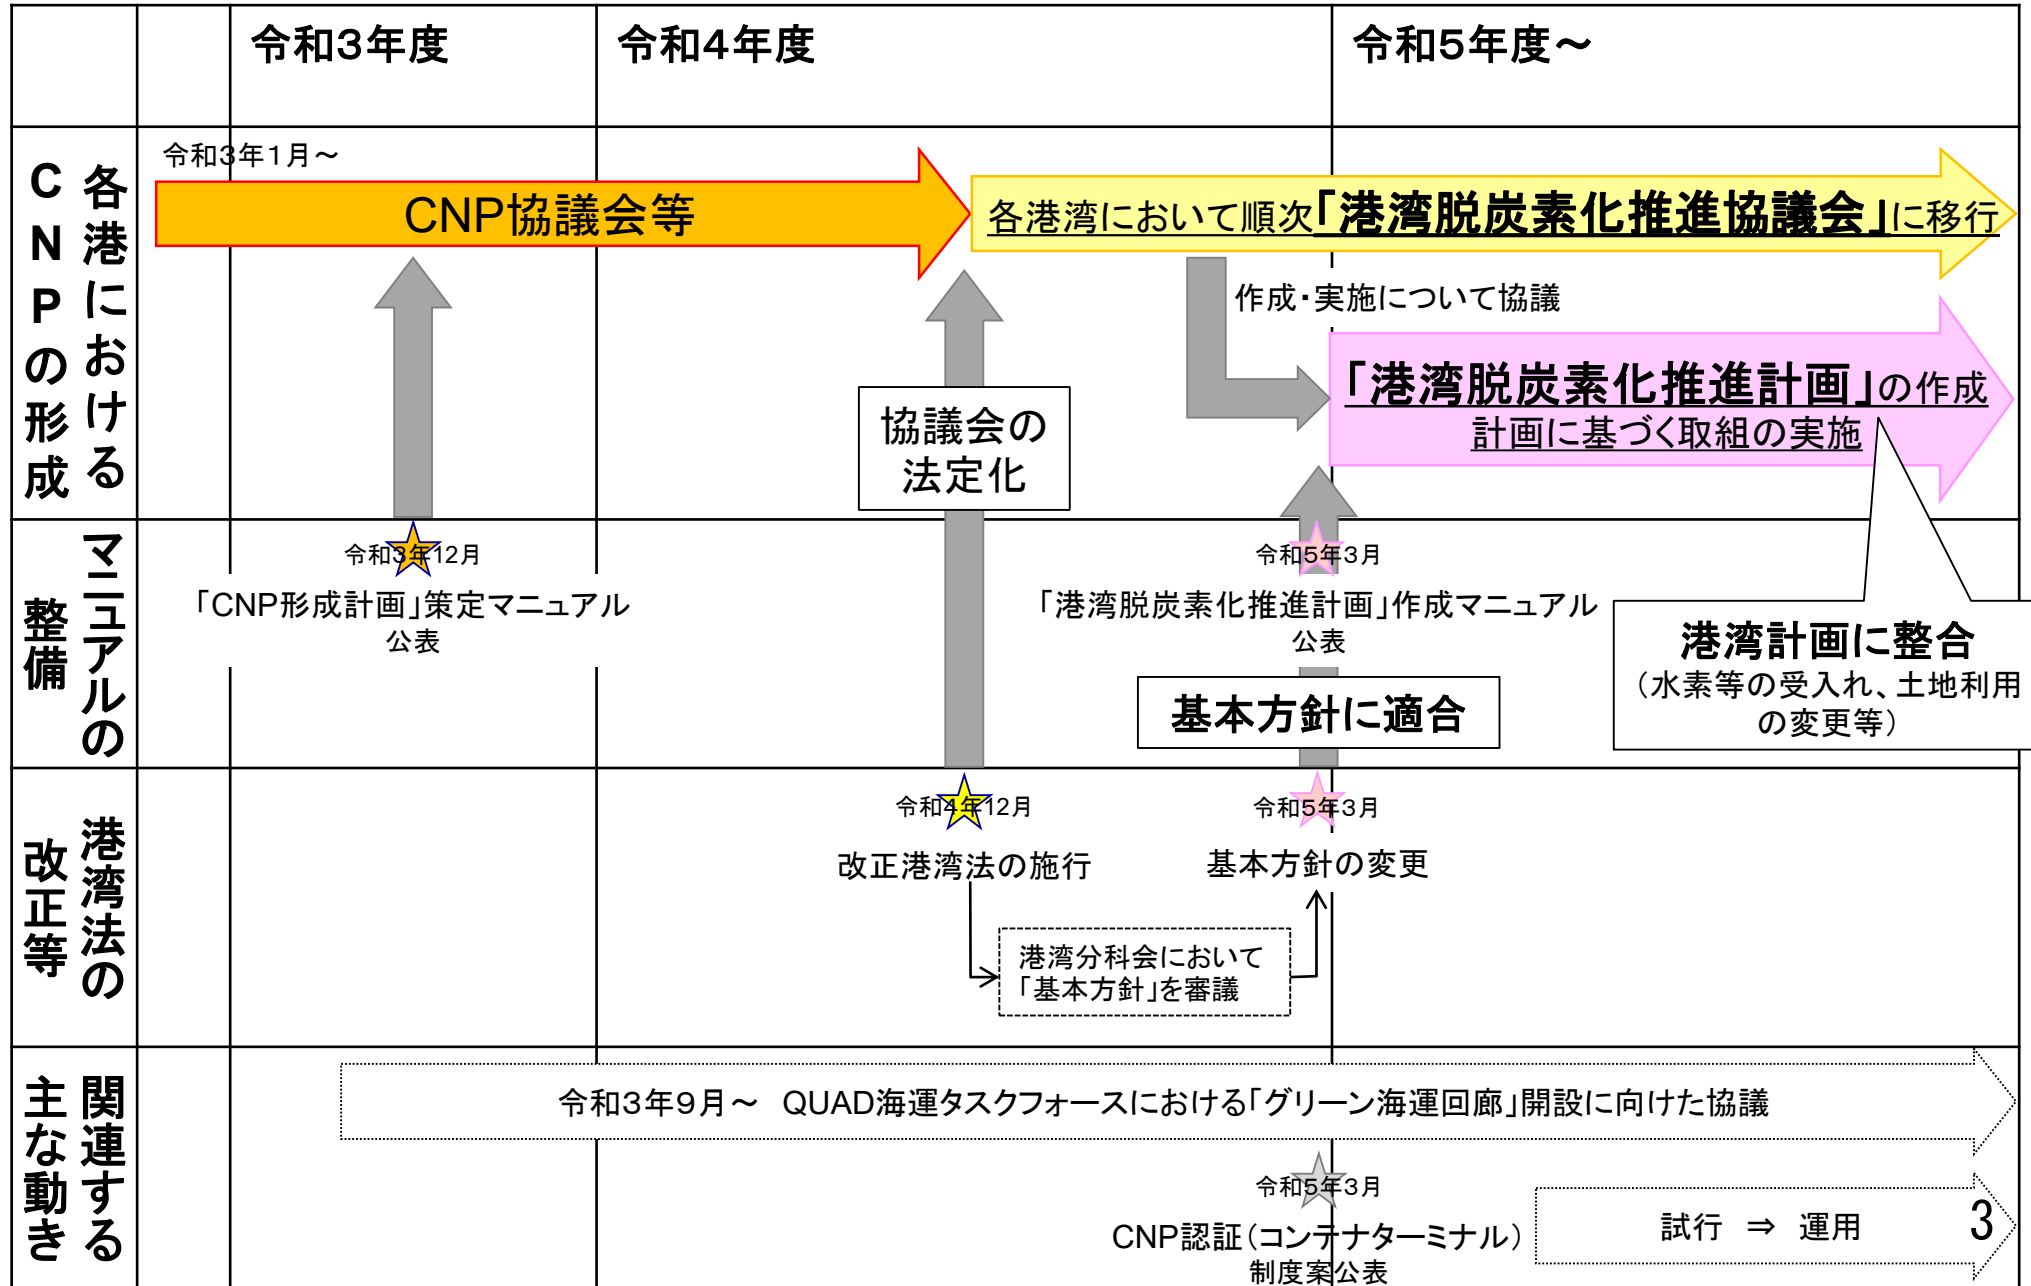 令和3年度
令和4年度
令和5年度～
各港における
CNPの形成
令和3年1月～
CNP協議会等
各港湾において順次「港湾脱炭素化推進協議会」に移行
作成・実施について協議
「港湾脱炭素化推進計画」の作成
計画に基づく取組の実施
協議会の
法定化
マニュアルの
整備
令和3年12月
「CNP形成計画」策定マニュアル
公表
令和5年3月
「港湾脱炭素化推進計画」作成マニュアル
公表
基本方針に適合
港湾計画に整合
（水素等の受入れ、土地利用
の変更等）
港湾法の
改正等
令和4年12月
改正港湾法の施行
令和5年3月
基本方針の変更
港湾分科会において
「基本方針」を審議
関連する
主な動き
令和3年9月～ QUAD海運タスクフォースにおける「グリーン海運回廊」開設に向けた協議
令和5年3月
CNP認証（コンテナターミナル）
制度案公表
試行 ⇒ 運用
3